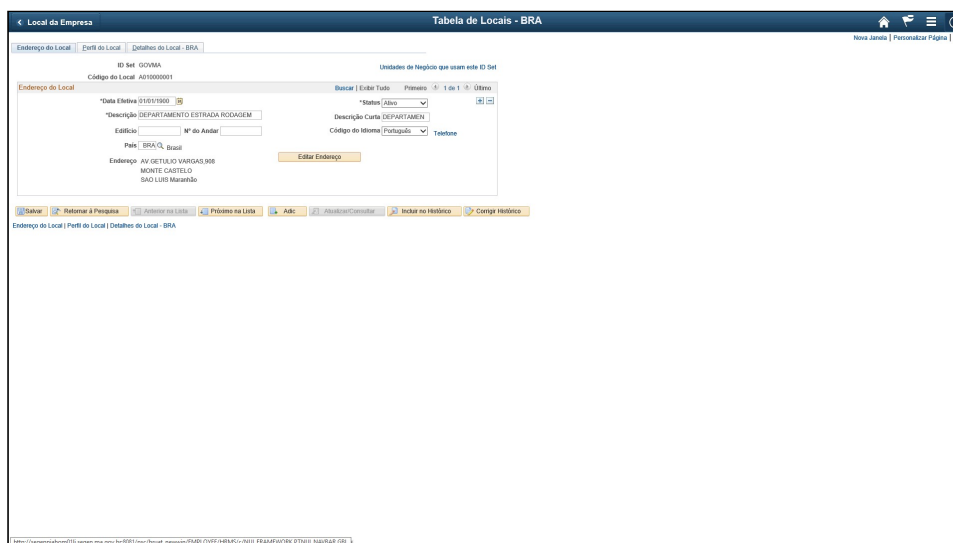 Local da Empresa
Tabela de Locais - BRA
Nova Janela | Personalizar Página |
Endereço do Local Perfil do Local Detalhes do Local - BRA
ID Set GOVMA
Unidades de Negócio que usam este ID Set
Código do Local A010000001
Endereço do Local Buscar | Exibir Tudo Primeiro 1 de 1 Último
*Data Efetiva 01/01/1900 *Status Ativo
*Descrição DEPARTAMENTO ESTRADA RODAGEM Descrição Curta DEPARTAMEN
Edifício Nº do Andar Código do Idioma Português Telefone
País BRA Brasil
Endereço AV.GETULIO VARGAS,908 Editar Endereço
MONTE CASTELO
SAO LUIS Maranhão
Salvar Retornar à Pesquisa Anterior na Lista Próximo na Lista Adic Atualizar/Consultar Incluir no Histórico Corrigir Histórico
Endereço do Local | Perfil do Local | Detalhes do Local - BRA